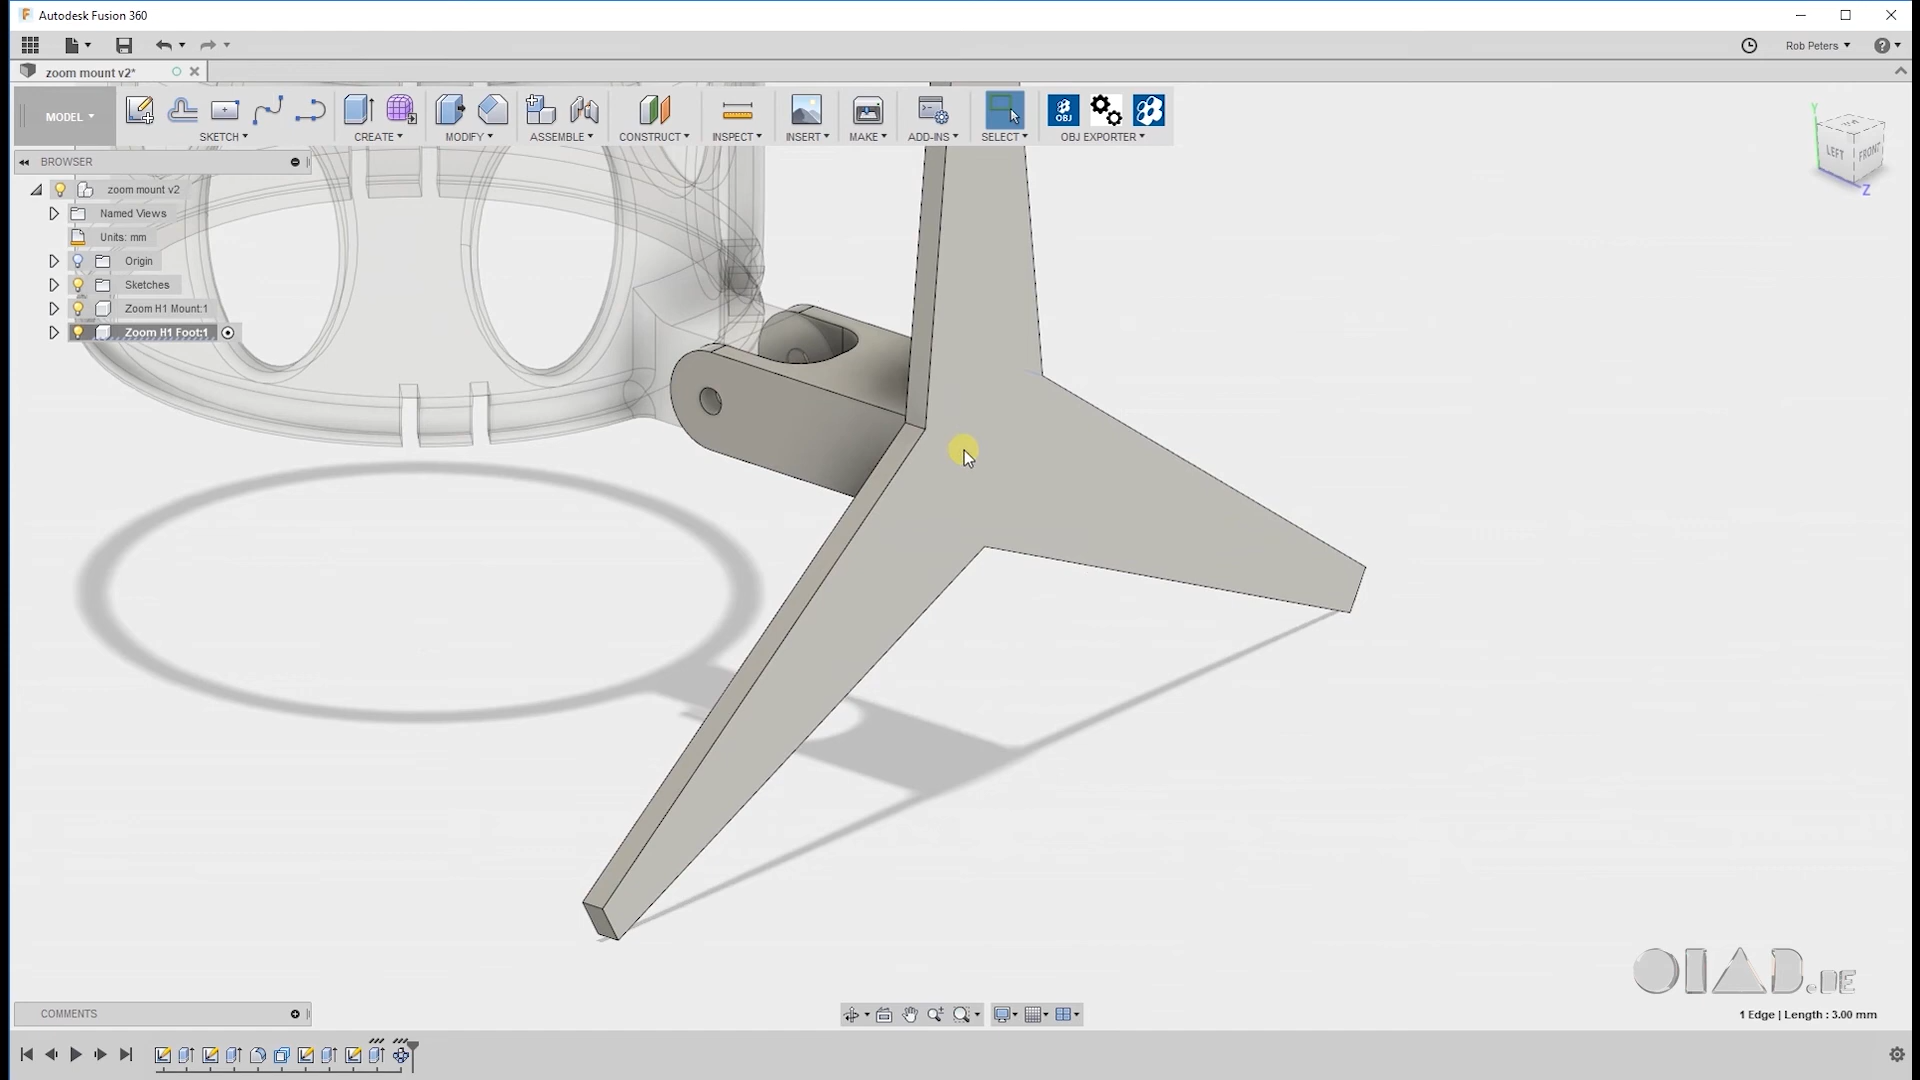 Autodesk Fusion 360
Rob Peters
zoom mount v2*
MODEL
SKETCH
CREATE
MODIFY
ASSEMBLE
CONSTRUCT
INSPECT
INSERT
MAKE
ADD-INS
SELECT
OBJ
OBJ EXPORTER
Y
LEFT
FRONT
Z
BROWSER
zoom mount v2
Named Views
Units: mm
Origin
Sketches
Zoom H1 Mount:1
Zoom H1 Foot:1
OIAD.DE
COMMENTS
1 Edge | Length : 3.00 mm